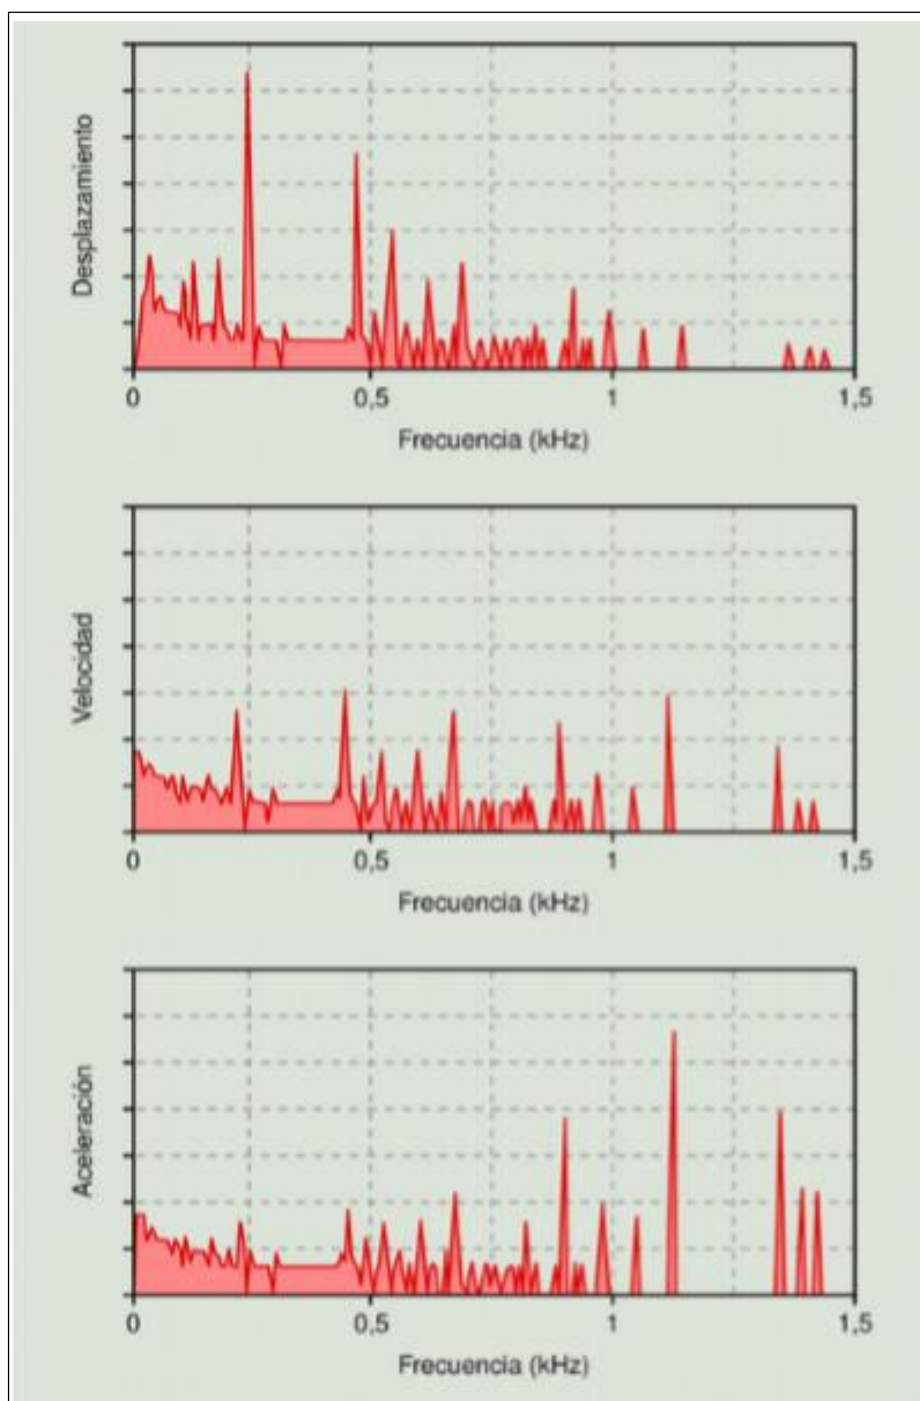 Desplazamiento
0 0,5 1 1,5
Frecuencia (kHz)
Velocidad
0 0,5 1 1,5
Frecuencia (kHz)
Aceleración
0 0,5 1 1,5
Frecuencia (kHz)